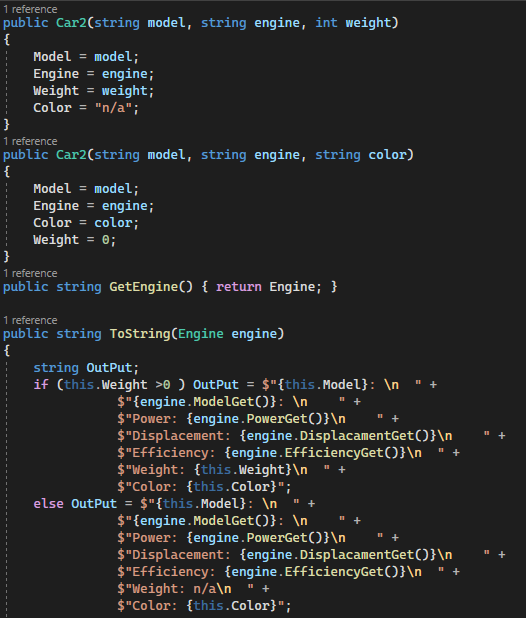 1 reference
public Car2(string model, string engine, int weight)
{
    Model = model;
    Engine = engine;
    Weight = weight;
    Color = "n/a";
}
1 reference
public Car2(string model, string engine, string color)
{
    Model = model;
    Engine = engine;
    Color = color;
    Weight = 0;
}
1 reference
public string GetEngine() { return Engine; }
1 reference
public string ToString(Engine engine)
{
    string OutPut;
    if (this.Weight >0 ) OutPut = $"{this.Model}: \n  " +
               $"{engine.ModelGet()}: \n    " +
               $"Power: {engine.PowerGet()}\n    " +
               $"Displacement: {engine.DisplacamentGet()}\n    " +
               $"Efficiency: {engine.EfficiencyGet()}\n  " +
               $"Weight: {this.Weight}\n  " +
               $"Color: {this.Color}";
    else OutPut = $"{this.Model}: \n  " +
               $"{engine.ModelGet()}: \n    " +
               $"Power: {engine.PowerGet()}\n    " +
               $"Displacement: {engine.DisplacamentGet()}\n    " +
               $"Efficiency: {engine.EfficiencyGet()}\n  " +
               $"Weight: n/a\n  " +
               $"Color: {this.Color}";